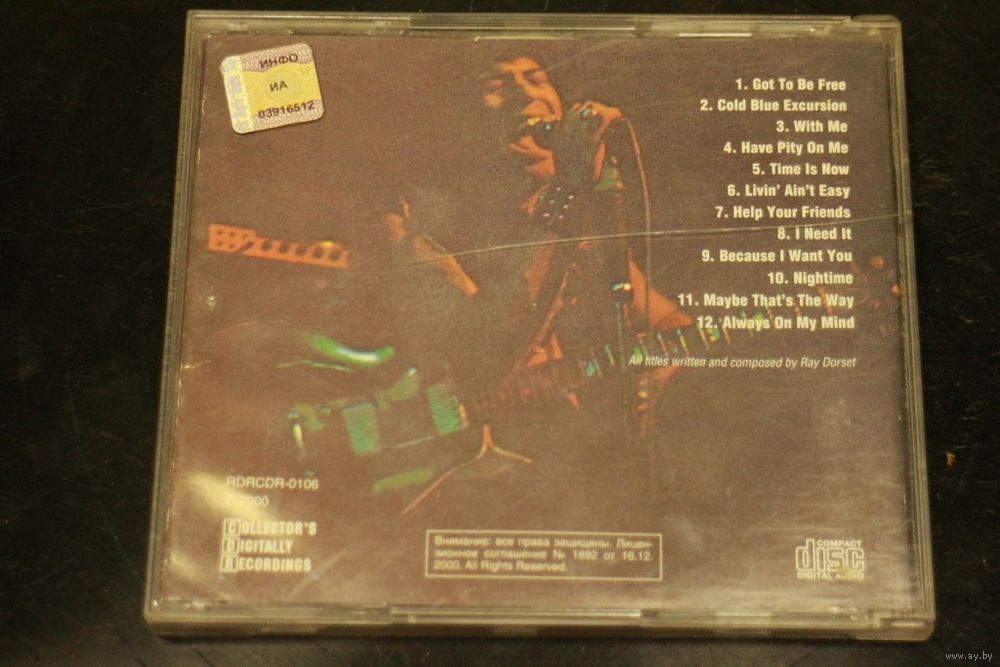 ИНФО
ИА
03916512
1. Got To Be Free
2. Cold Blue Excursion
3. With Me
4. Have Pity On Me
5. Time Is Now
6. Livin' Ain't Easy
7. Help Your Friends
8. I Need It
9. Because I Want You
10. Nightime
11. Maybe That's The Way
12. Always On My Mind
All titles written and composed by Ray Dorset
RDRCDR-0106
2000
COLLECTOR'S
DIGITALLY
RECORDINGS
Внимание: все права защищены. Лицен-
зионное соглашение № 1892 от 16.12.
2000. All Rights Reserved.
COMPACT
disc
DIGITAL AUDIO
www.ay.by